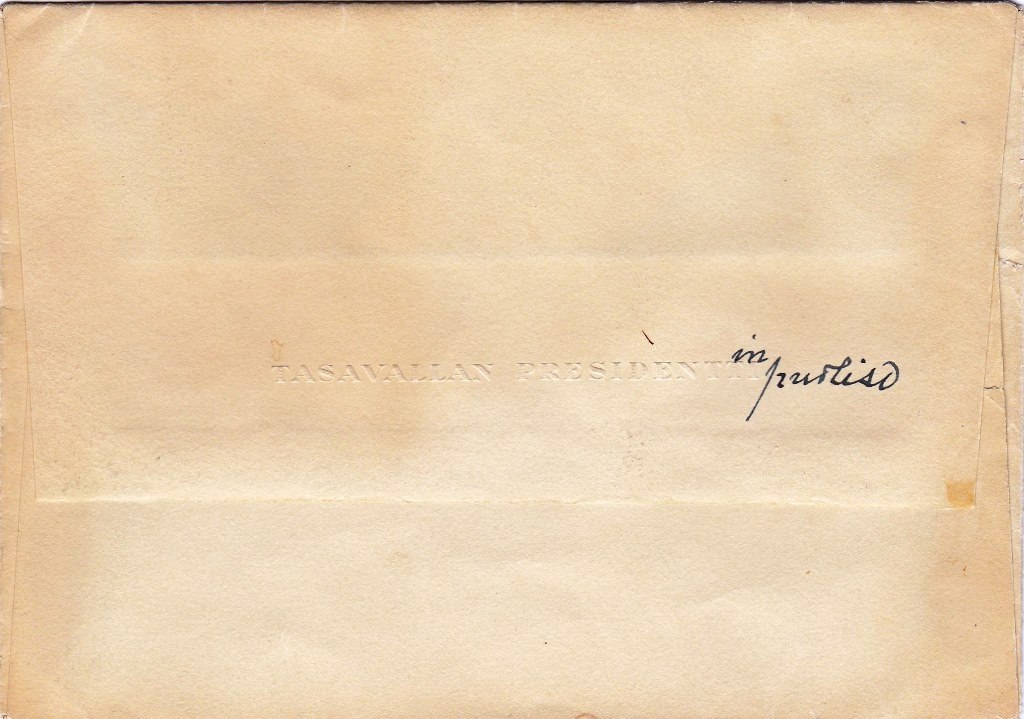 TASAVALLAN PRESIDENTTI in
puoliso